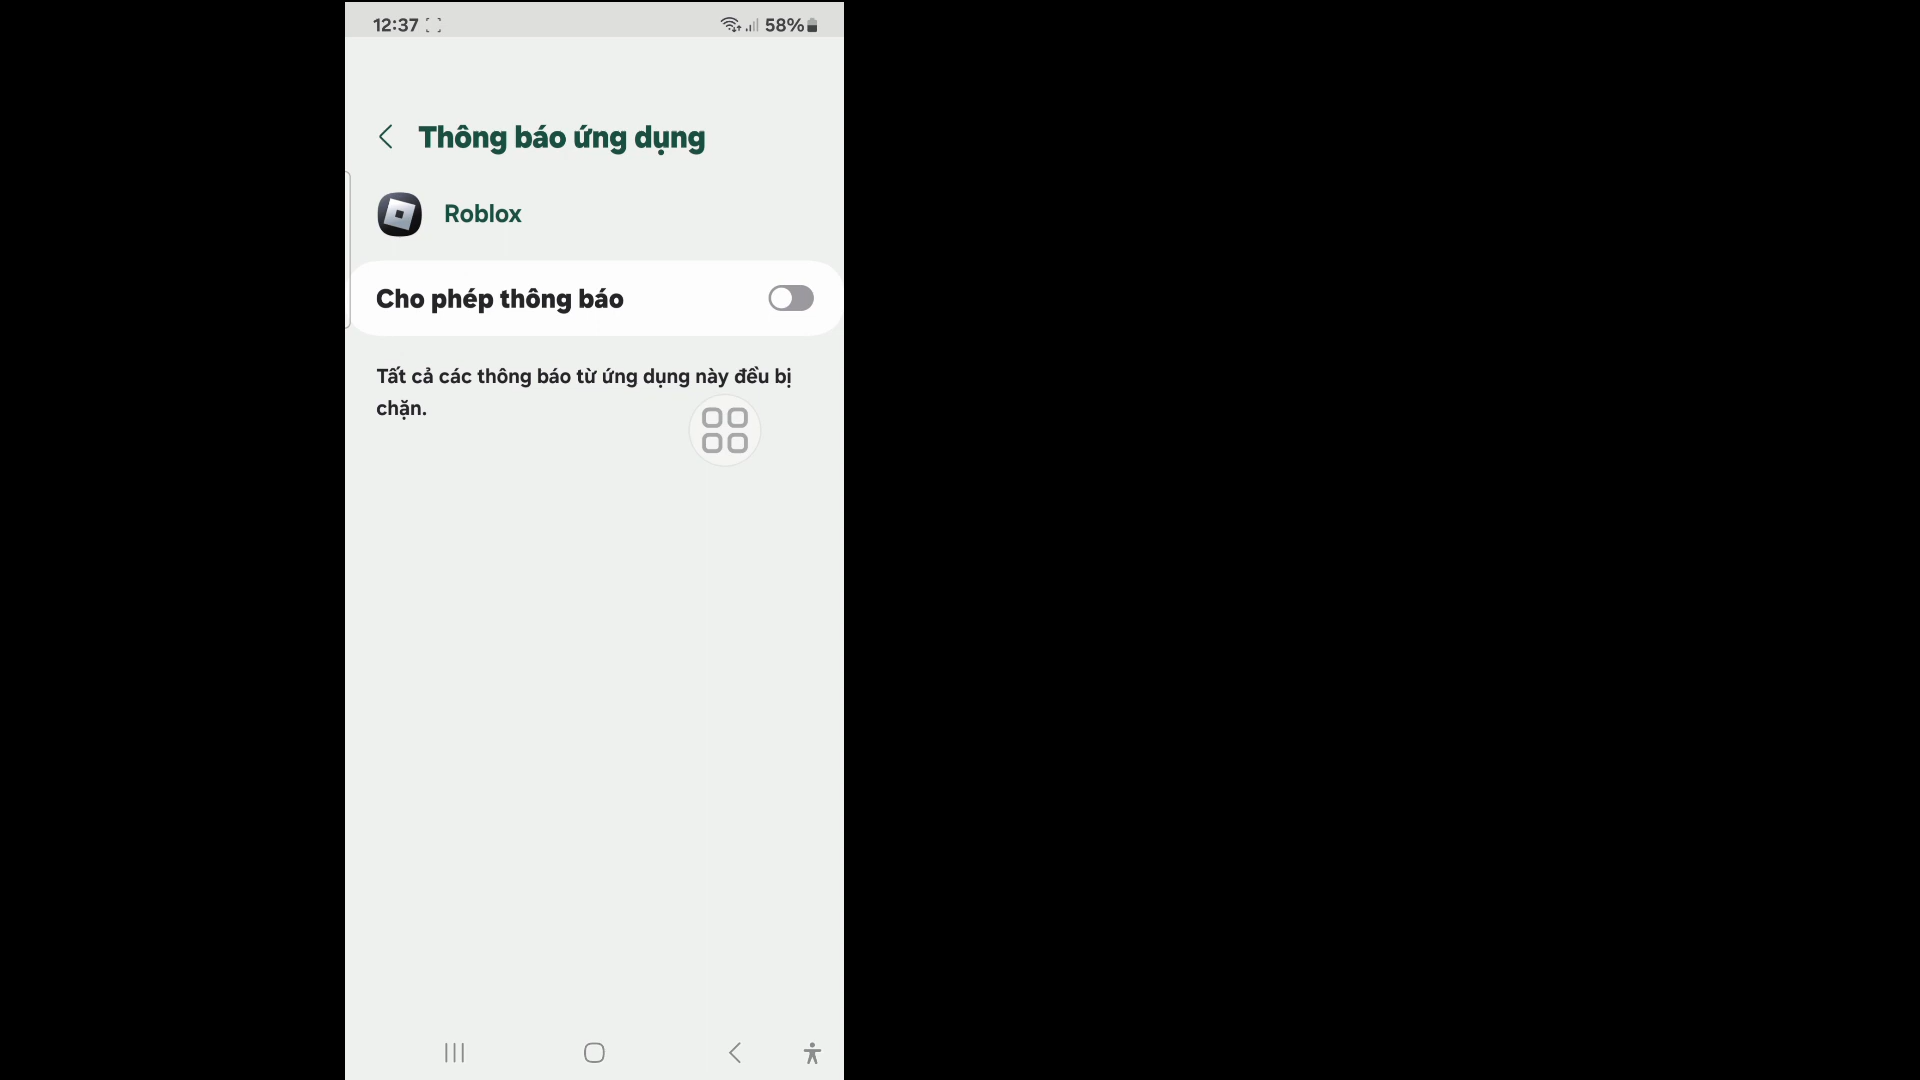 12:37
58%
Thông báo ứng dụng
Roblox
Cho phép thông báo
Tất cả các thông báo từ ứng dụng này đều bị
chặn.